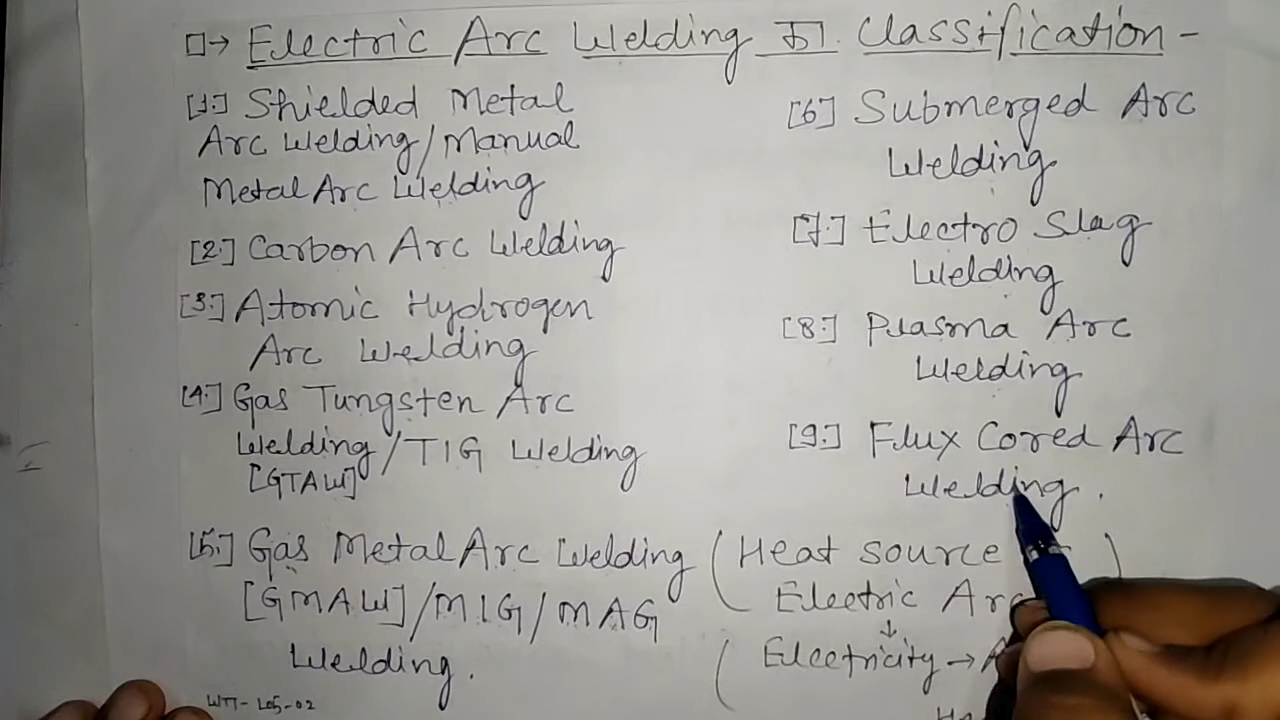 □→ Electric Arc Welding का Classification -
[1.] Shielded Metal
Arc Welding/Manual
Metal Arc Welding
[2.] Carbon Arc Welding
[3.] Atomic Hydrogen
Arc Welding
[4.] Gas Tungsten Arc
Welding/TIG Welding
[GTAW]
[5.] Gas Metal Arc Welding
[GMAW]/MIG/MAG
Welding.
[6] Submerged Arc
Welding
[7.] Electro Slag
Welding
[8.] Plasma Arc
Welding
[9.] Flux Cored Arc
Welding.
(Heat source )
Electric Arc
↓
(Electricity →
WTI- L05-02